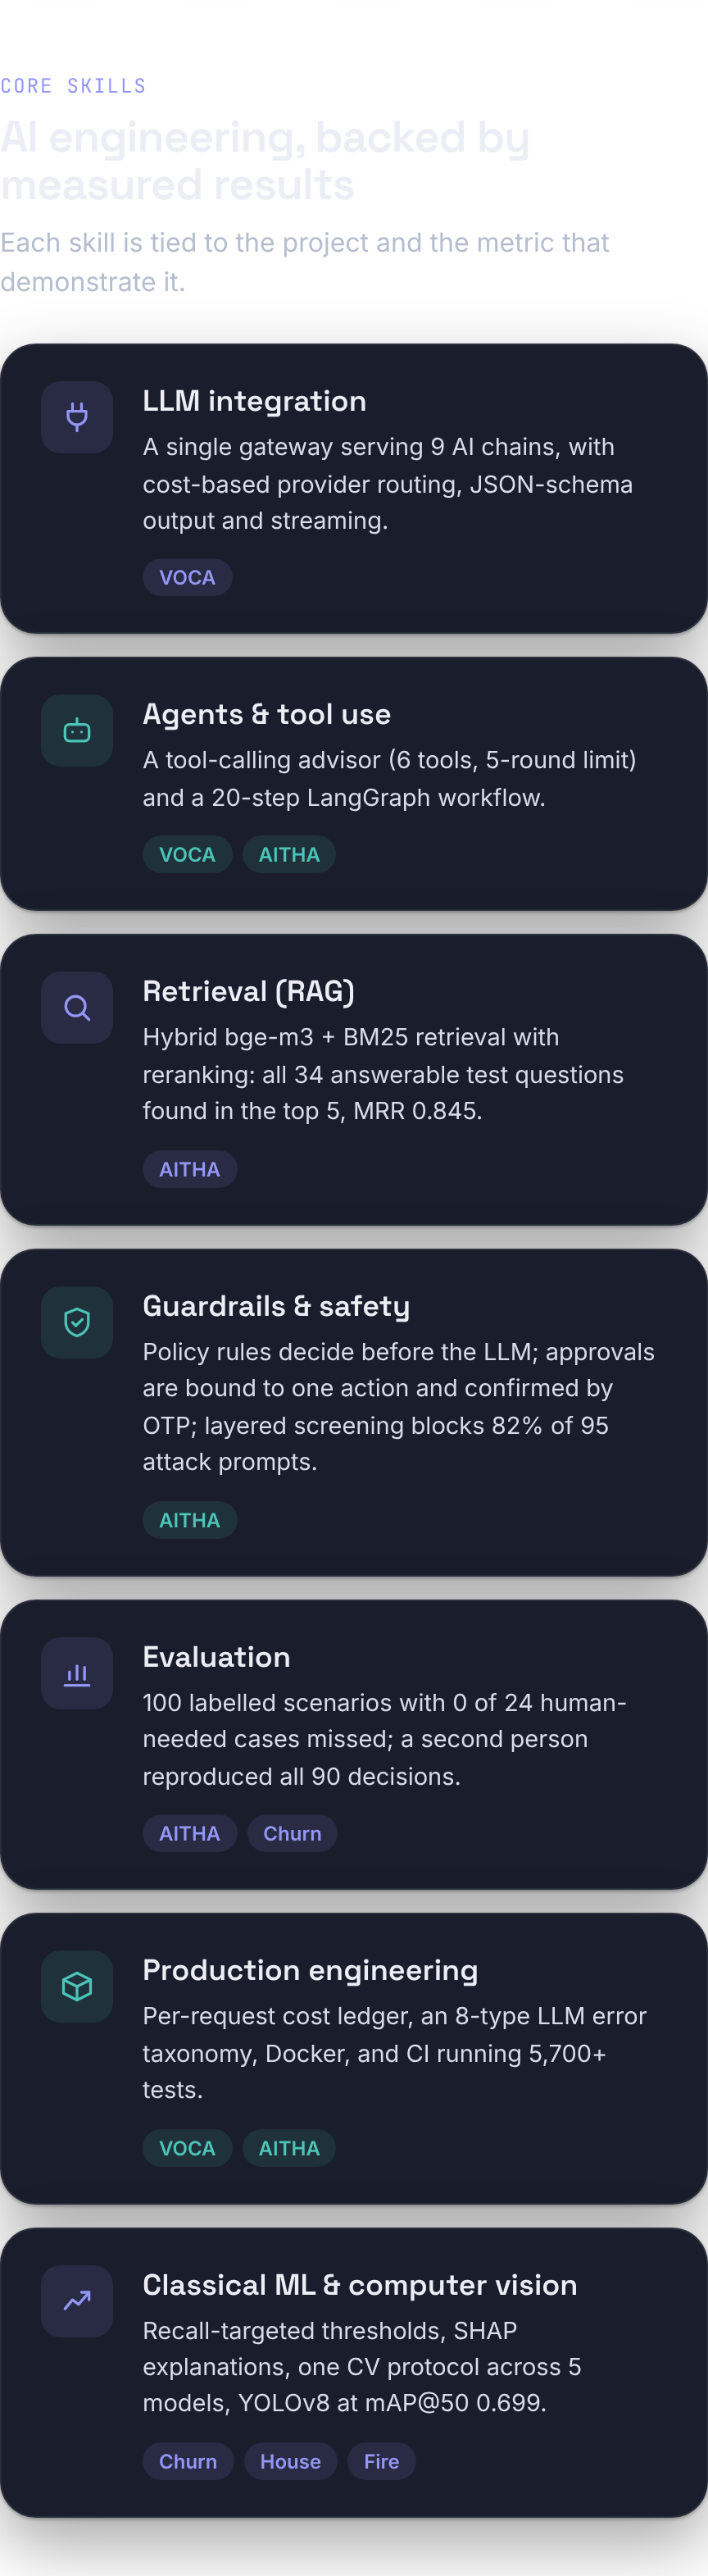 CORE SKILLS
AI engineering, backed by
measured results
Each skill is tied to the project and the metric that
demonstrate it.
LLM integration
A single gateway serving 9 AI chains, with
cost-based provider routing, JSON-schema
output and streaming.
VOCA
Agents & tool use
A tool-calling advisor (6 tools, 5-round limit)
and a 20-step LangGraph workflow.
VOCA AITHA
Retrieval (RAG)
Hybrid bge-m3 + BM25 retrieval with
reranking: all 34 answerable test questions
found in the top 5, MRR 0.845.
AITHA
Guardrails & safety
Policy rules decide before the LLM; approvals
are bound to one action and confirmed by
OTP; layered screening blocks 82% of 95
attack prompts.
AITHA
Evaluation
100 labelled scenarios with 0 of 24 human-
needed cases missed; a second person
reproduced all 90 decisions.
AITHA Churn
Production engineering
Per-request cost ledger, an 8-type LLM error
taxonomy, Docker, and CI running 5,700+
tests.
VOCA AITHA
Classical ML & computer vision
Recall-targeted thresholds, SHAP
explanations, one CV protocol across 5
models, YOLOv8 at mAP@50 0.699.
Churn House Fire